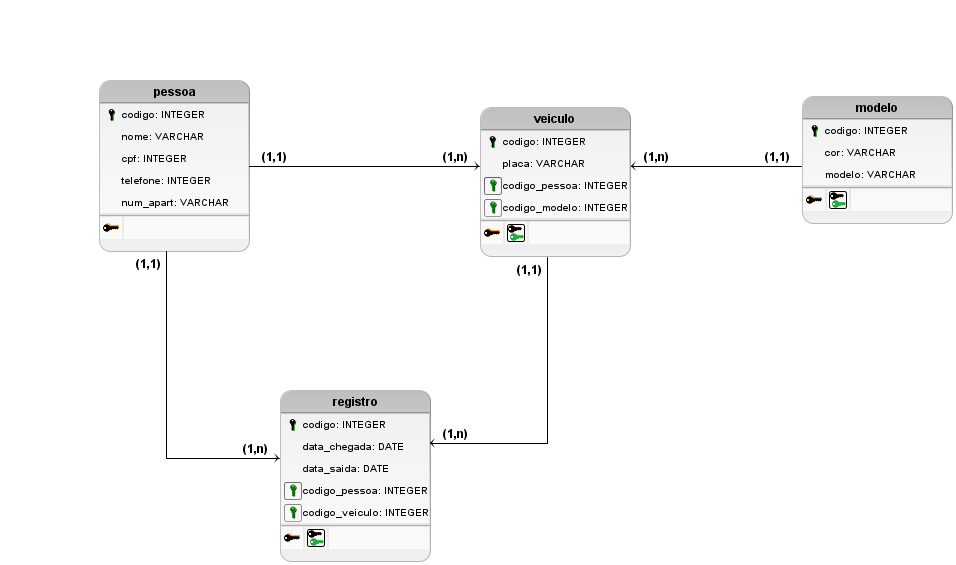 pessoa
codigo: INTEGER
nome: VARCHAR
cpf: INTEGER
telefone: INTEGER
num_apart: VARCHAR
(1,1)
(1,n)
veiculo
codigo: INTEGER
placa: VARCHAR
codigo_pessoa: INTEGER
codigo_modelo: INTEGER
(1,n)
(1,1)
modelo
codigo: INTEGER
cor: VARCHAR
modelo: VARCHAR
(1,1)
(1,1)
(1,n)
(1,n)
registro
codigo: INTEGER
data_chegada: DATE
data_saida: DATE
codigo_pessoa: INTEGER
codigo_veiculo: INTEGER